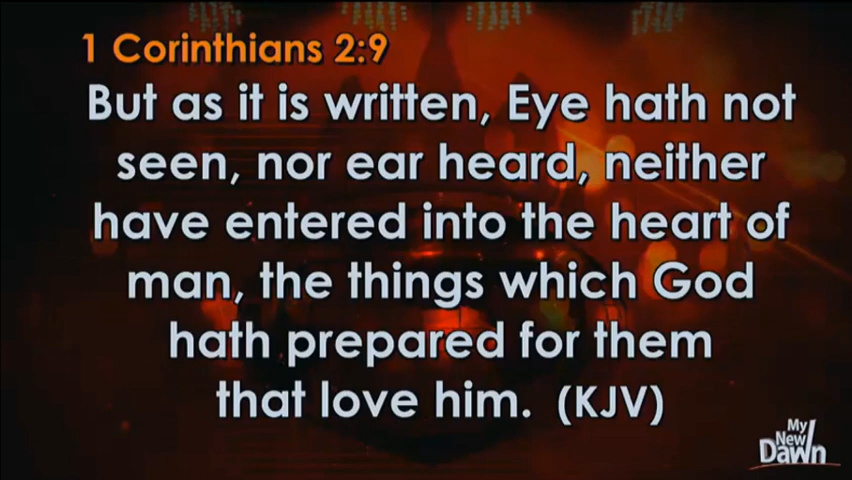 1 Corinthians 2:9
But as it is written, Eye hath not
seen, nor ear heard, neither
have entered into the heart of
man, the things which God
hath prepared for them
that love him. (KJV)
My
New
Dawn